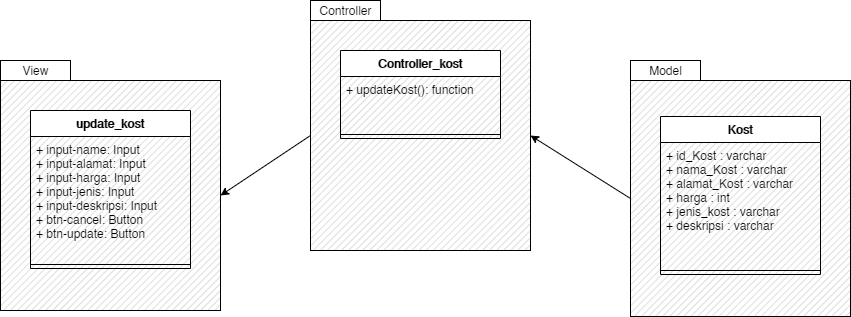 View
update_kost
+ input-name: Input
+ input-alamat: Input
+ input-harga: Input
+ input-jenis: Input
+ input-deskripsi: Input
+ btn-cancel: Button
+ btn-update: Button
Controller
Controller_kost
+ updateKost(): function
Model
Kost
+ id_Kost : varchar
+ nama_Kost : varchar
+ alamat_Kost : varchar
+ harga : int
+ jenis_kost : varchar
+ deskripsi : varchar